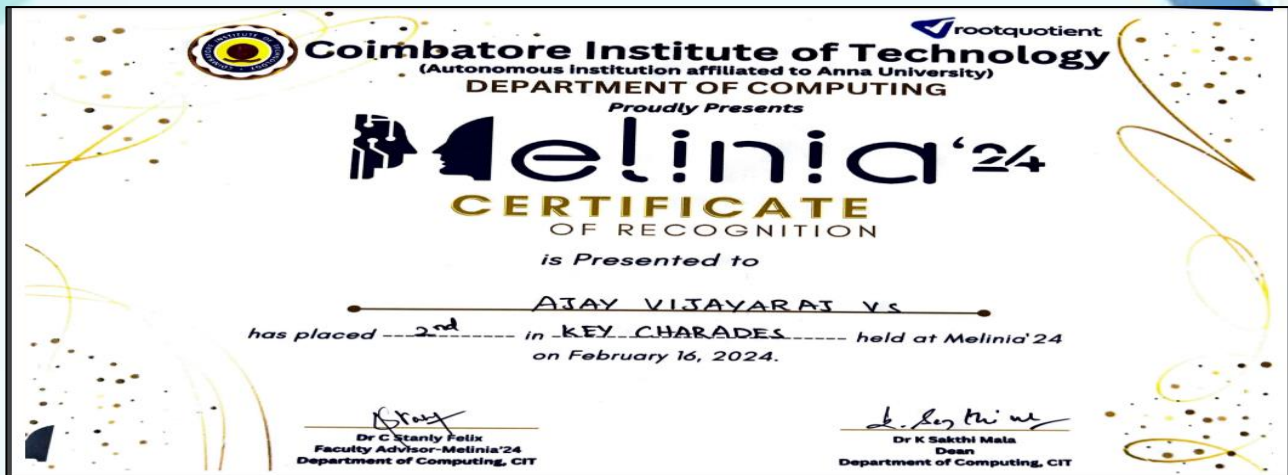 rootquotient
Coimbatore Institute of Technology
(Autonomous institution affiliated to Anna University)
DEPARTMENT OF COMPUTING
Proudly Presents
Melinia‘24
CERTIFICATE
OF RECOGNITION
is Presented to
AJAY VIJAYARAJ VS
has placed 2nd in KEY CHARADES held at Melinia'24
on February 16, 2024.
Dr C Stanly Felix
Faculty Advisor-Melinia'24
Department of Computing, CIT
Dr K Sakthi Mala
Dean
Department of Computing, CIT